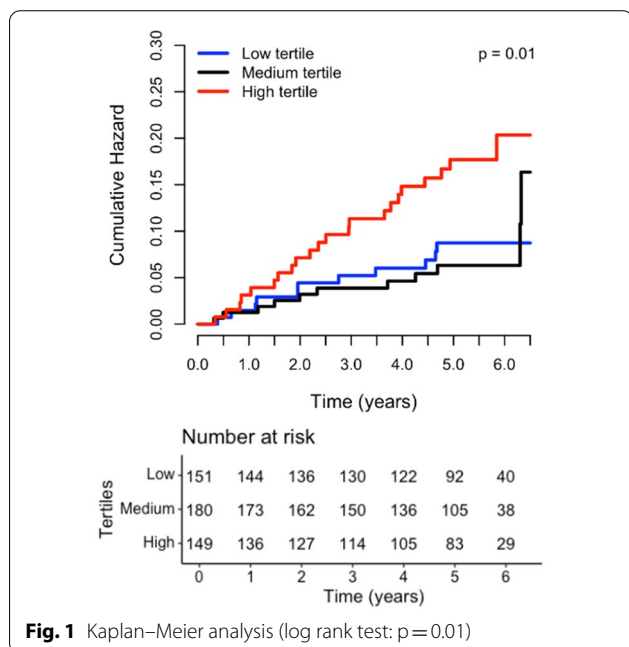 0.30
0.25
0.20
0.15
0.10
0.05
0.00
Cumulative Hazard
Low tertile
Medium tertile
High tertile
p = 0.01
0.0 1.0 2.0 3.0 4.0 5.0 6.0
Time (years)
Number at risk
Tertiles
Low 151 144 136 130 122 92 40
Medium 180 173 162 150 136 105 38
High 149 136 127 114 105 83 29
0 1 2 3 4 5 6
Time (years)
Fig. 1 Kaplan–Meier analysis (log rank test: p = 0.01)